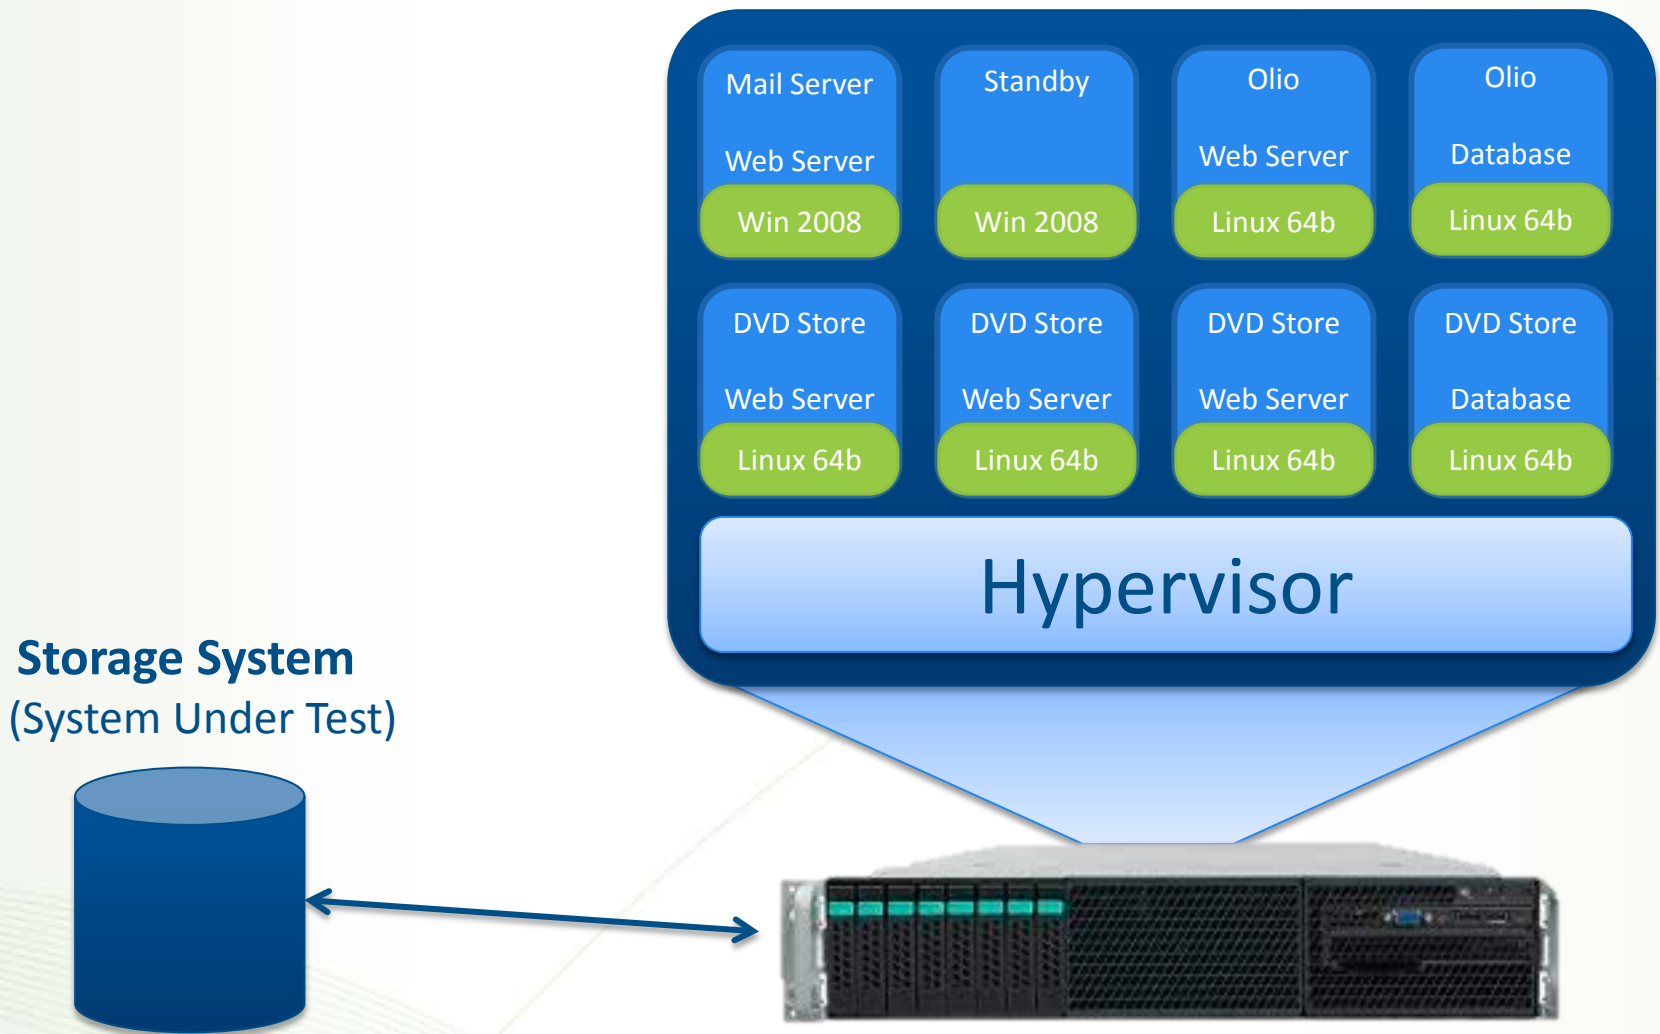 Mail Server
Web Server
Win 2008
Standby
Win 2008
Olio
Web Server
Linux 64b
Olio
Database
Linux 64b
DVD Store
Web Server
Linux 64b
DVD Store
Web Server
Linux 64b
DVD Store
Web Server
Linux 64b
DVD Store
Database
Linux 64b
Hypervisor
Storage System
(System Under Test)